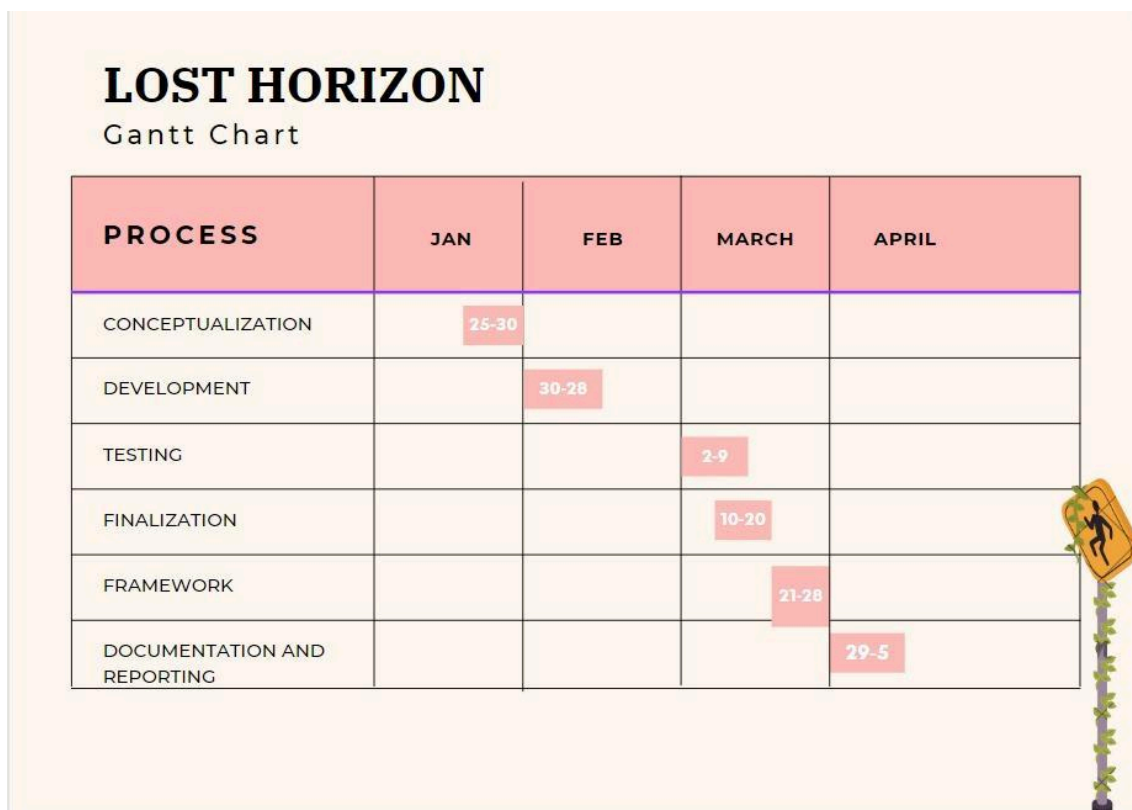 LOST HORIZON
Gantt Chart
PROCESS JAN FEB MARCH APRIL
CONCEPTUALIZATION 25-30
DEVELOPMENT 30-28
TESTING 2-9
FINALIZATION 10-20
FRAMEWORK 21-28
DOCUMENTATION AND
REPORTING 29-5